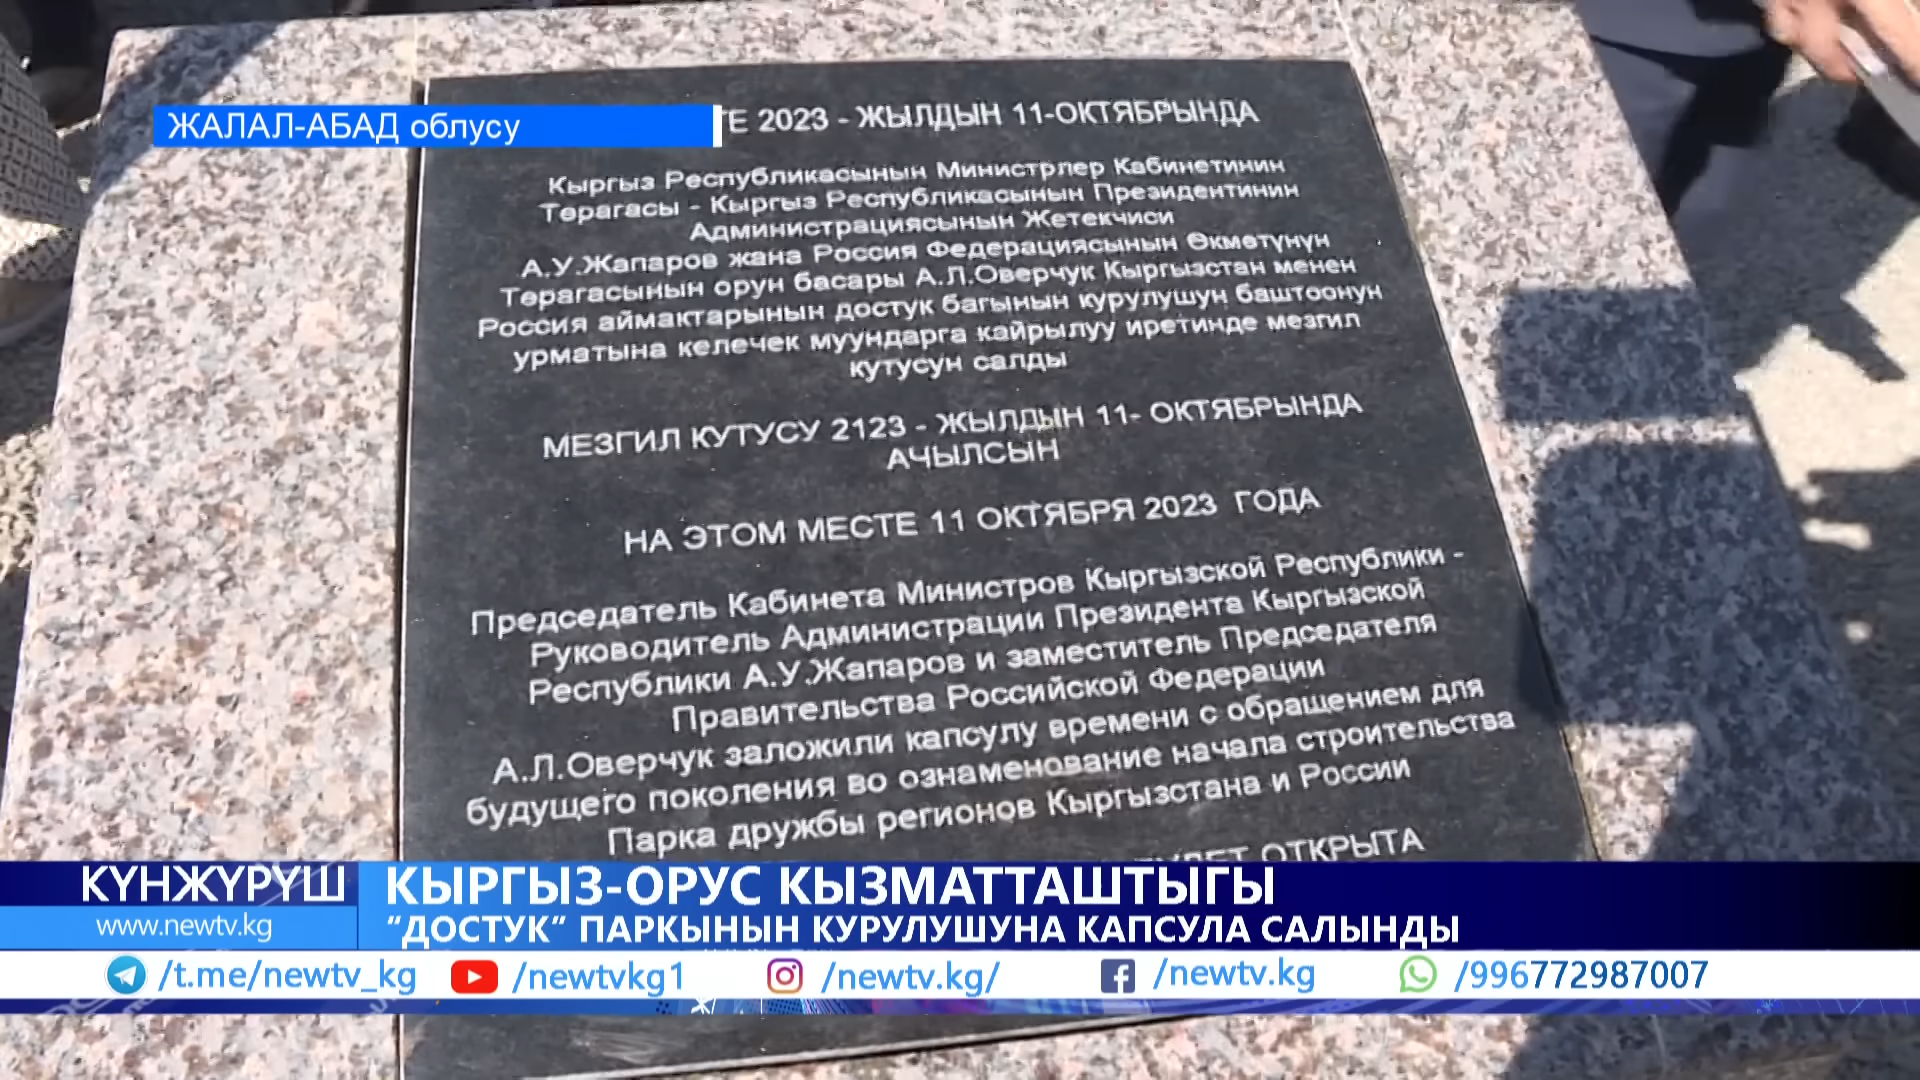 ЖАЛАЛ-АБАД облусу
2023 - ЖЫЛДЫН 11-ОКТЯБРЫНДА
Кыргыз Республикасынын Министрлер Кабинетинин
Төрагасы - Кыргыз Республикасынын Президентинин
Администрациясынын Жетекчиси
А.У.Жапаров жана Россия Федерациясынын Өкмөтүнүн
Төрагасынын орун басары А.Л.Оверчук Кыргызстан менен
Россия аймактарынын достук багынын курулушун баштоонун
урматына келечек муундарга кайрылуу иретинде мезгил
кутусун салды
МЕЗГИЛ КУТУСУ 2123 - ЖЫЛДЫН 11- ОКТЯБРЫНДА
АЧЫЛСЫН
НА ЭТОМ МЕСТЕ 11 ОКТЯБРЯ 2023 ГОДА
Председатель Кабинета Министров Кыргызской Республики -
Руководитель Администрации Президента Кыргызской
Республики А.У.Жапаров и заместитель Председателя
Правительства Российской Федерации
А.Л.Оверчук заложили капсулу времени с обращением для
будущего поколения во ознаменование начала строительства
Парка дружбы регионов Кыргызстана и России
БУДЕТ ОТКРЫТА
КҮНЖҮРҮШ
www.newtv.kg
КЫРГЫЗ-ОРУС КЫЗМАТТАШТЫГЫ
“ДОСТУК” ПАРКЫНЫН КУРУЛУШУНА КАПСУЛА САЛЫНДЫ
/t.me/newtv_kg /newtvkg1 /newtv.kg/ /newtv.kg /996772987007